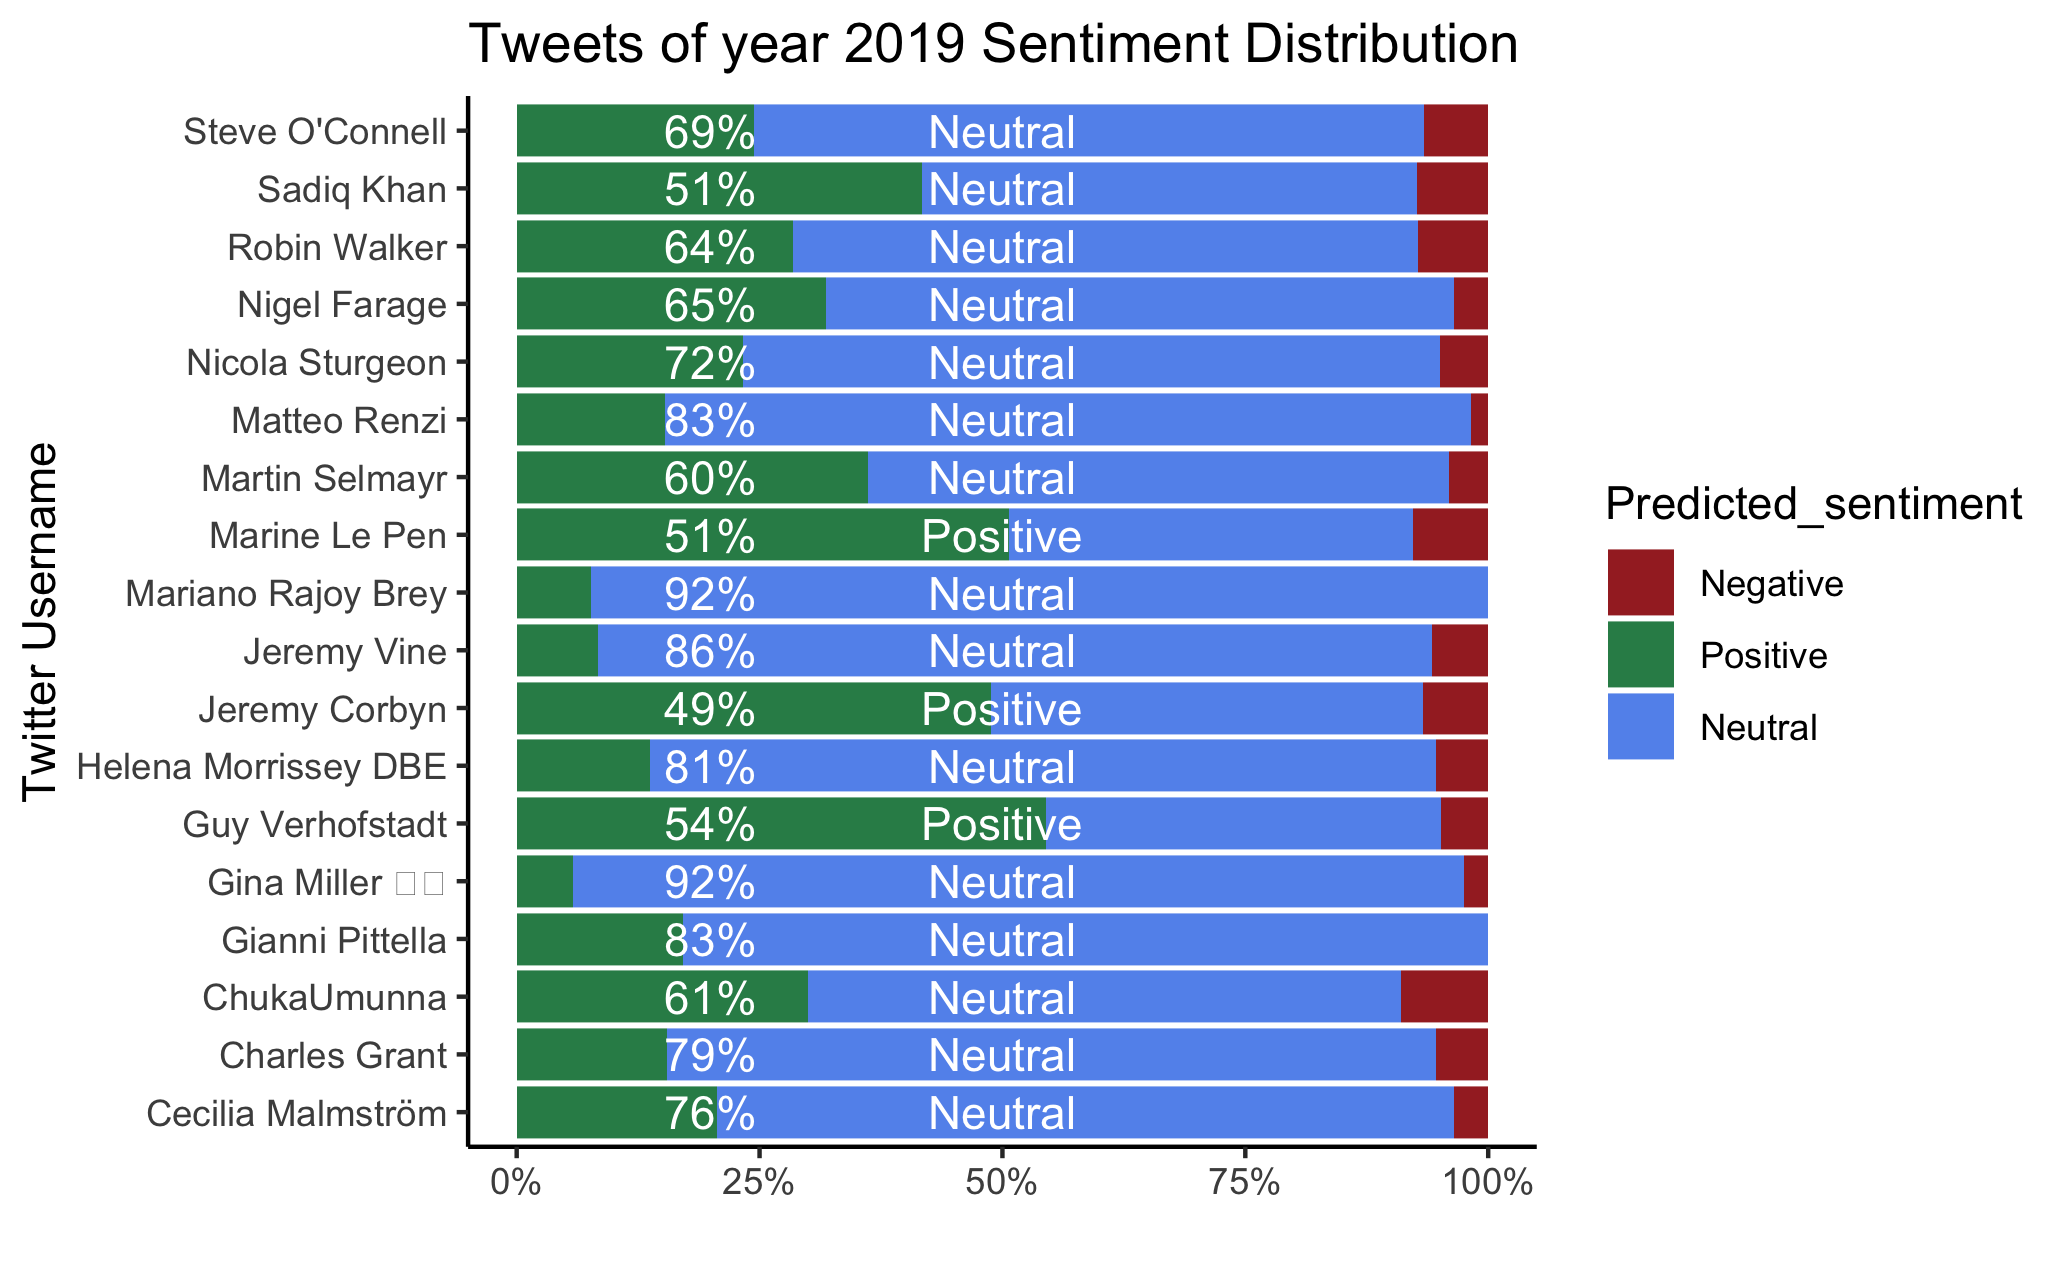 Tweets of year 2019 Sentiment Distribution
Twitter Username
Steve O'Connell 69% Neutral
Sadiq Khan 51% Neutral
Robin Walker 64% Neutral
Nigel Farage 65% Neutral
Nicola Sturgeon 72% Neutral
Matteo Renzi 83% Neutral
Martin Selmayr 60% Neutral
Marine Le Pen 51% Positive
Mariano Rajoy Brey 92% Neutral
Jeremy Vine 86% Neutral
Jeremy Corbyn 49% Positive
Helena Morrissey DBE 81% Neutral
Guy Verhofstadt 54% Positive
Gina Miller □□ 92% Neutral
Gianni Pittella 83% Neutral
ChukaUmunna 61% Neutral
Charles Grant 79% Neutral
Cecilia Malmström 76% Neutral
0% 25% 50% 75% 100%
Predicted_sentiment
Negative
Positive
Neutral